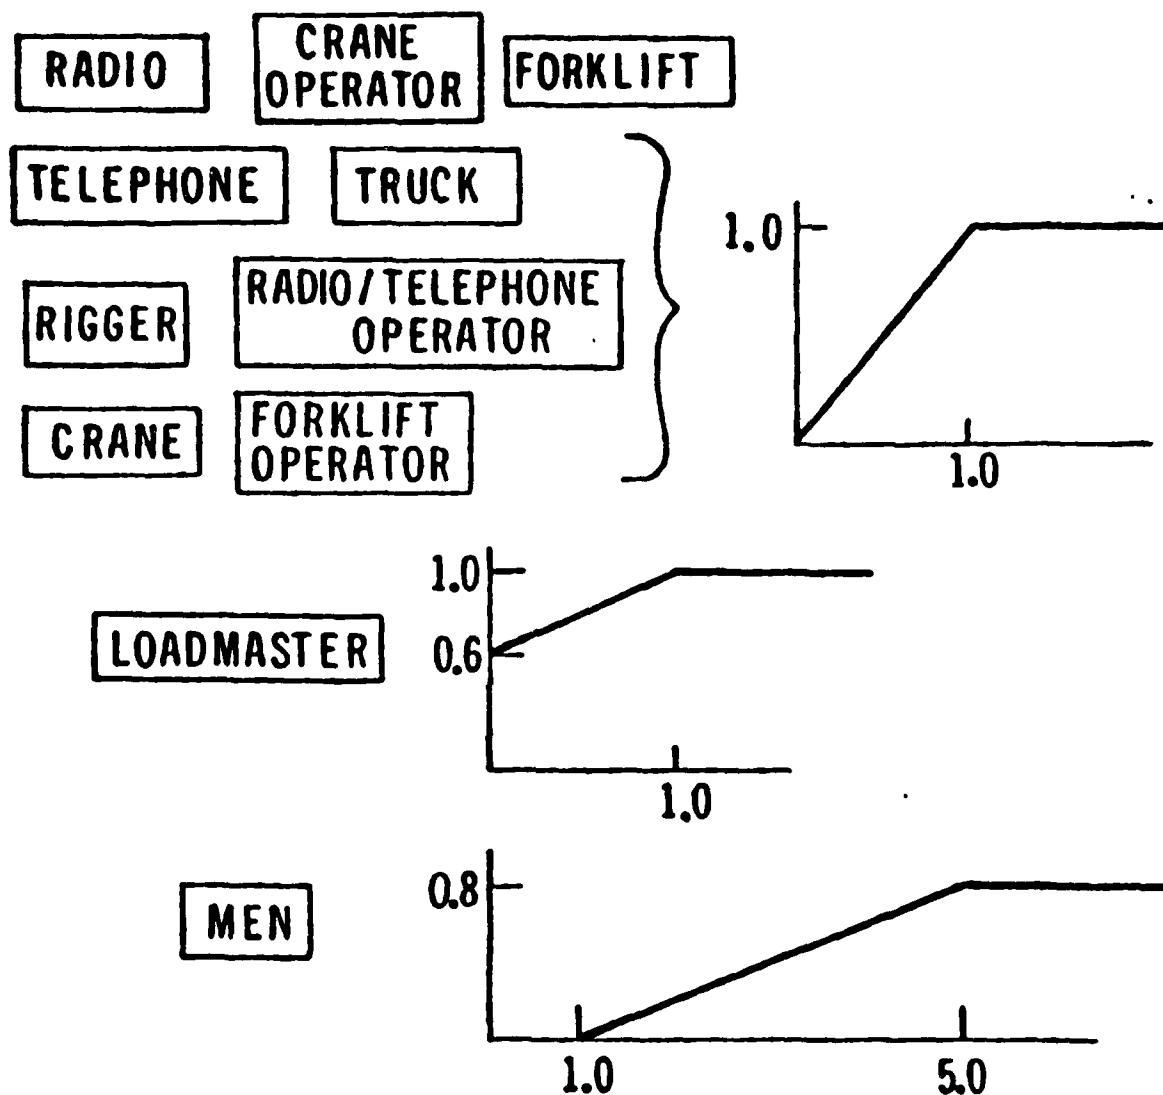 RADIO
CRANE
OPERATOR
FORKLIFT
TELEPHONE
TRUCK
RIGGER
RADIO/TELEPHONE
OPERATOR
CRANE
FORKLIFT
OPERATOR
1.0
1.0
LOADMASTER
1.0
0.6
1.0
MEN
0.8
1.0
5.0